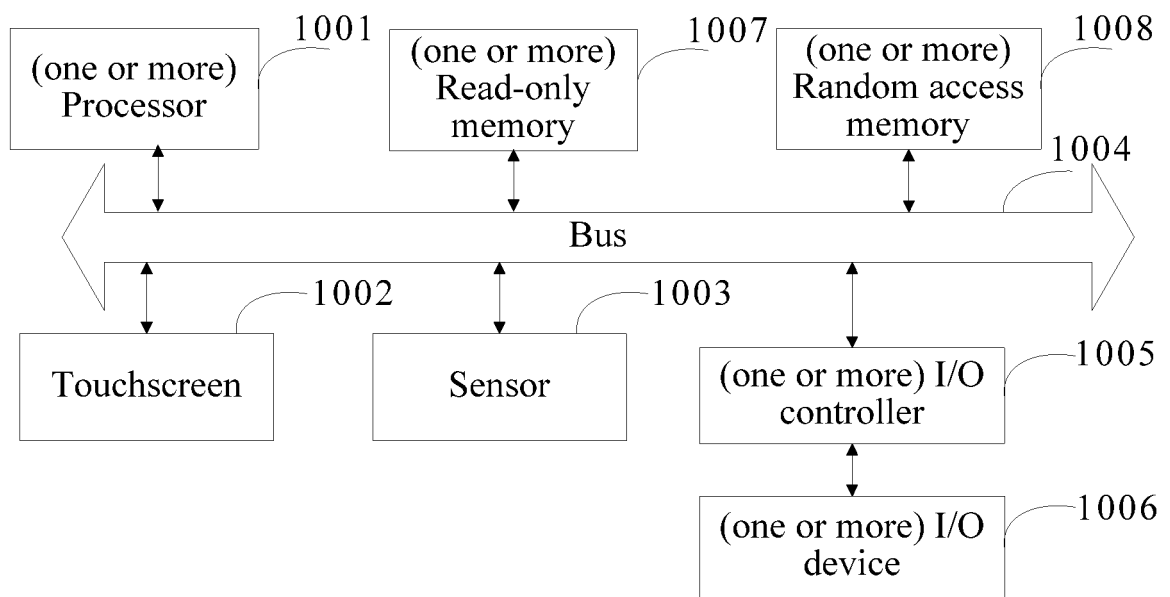 1001
1007
1008
(one or more)
Processor
(one or more)
Read-only
memory
(one or more)
Random access
memory
1004
Bus
1002
1003
Touchscreen
Sensor
1005
(one or more) I/O
controller
1006
(one or more) I/O
device